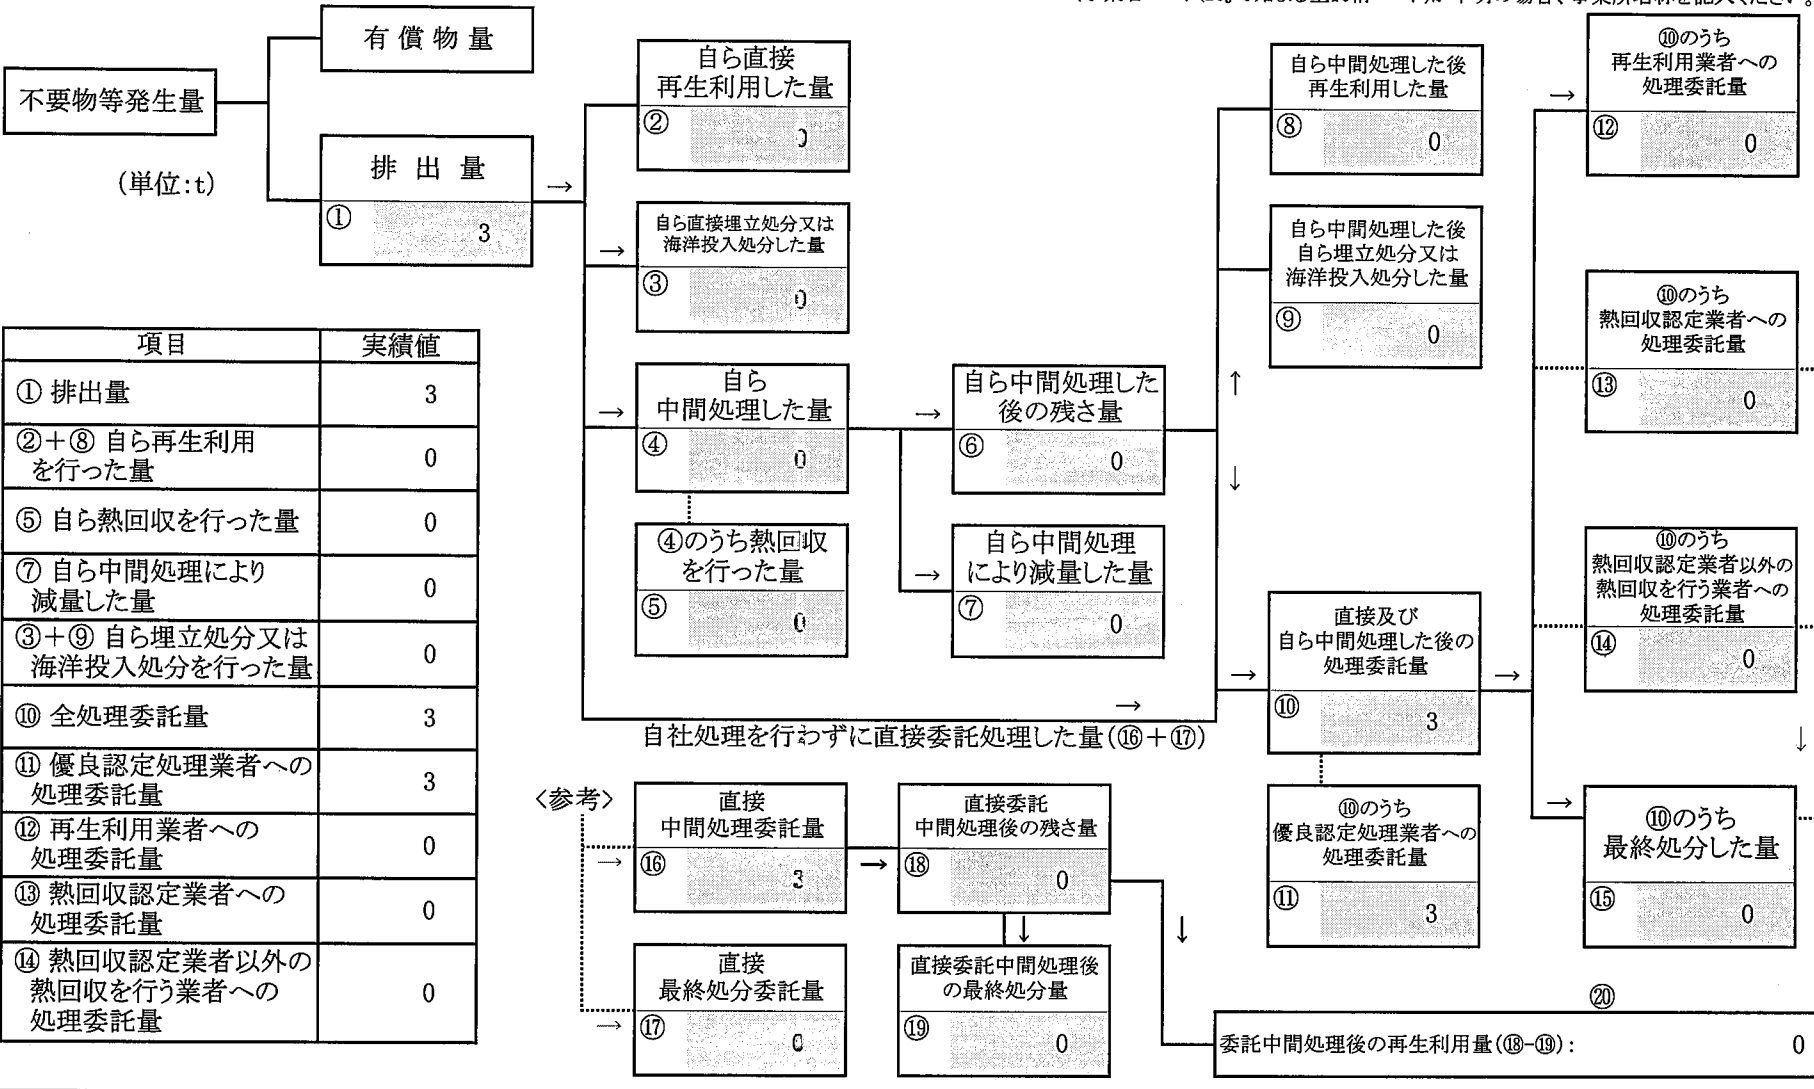 有償物量
不要物等発生量
(単位:t)
排出量
①
3
自ら直接
再生利用した量
②
自ら直接埋立処分又は
海洋投入処分した量
③
0
自ら
中間処理した量
④
0
④のうち熱回収
を行った量
⑤
0
自ら中間処理した
後の残さ量
⑥
0
自ら中間処理
により減量した量
⑦
0
自ら中間処理した後
再生利用した量
⑧
0
自ら中間処理した後
自ら埋立処分又は
海洋投入処分した量
⑨
0
直接及び
自ら中間処理した後の
処理委託量
⑩
3
⑩のうち
優良認定処理業者への
処理委託量
⑪
3
⑩のうち
再生利用業者への
処理委託量
⑫
0
⑩のうち
熱回収認定業者への
処理委託量
⑬
0
⑩のうち
熱回収認定業者以外の
熱回収を行う業者への
処理委託量
⑭
0
⑩のうち
最終処分した量
⑮
0
自社処理を行わずに直接委託処理した量(⑯+⑰)
〈参考〉
直接
中間処理委託量
⑯
3
直接
最終処分委託量
⑰
0
直接委託
中間処理後の残さ量
⑱
0
直接委託中間処理後
の最終処分量
⑲
0
⑳
委託中間処理後の再生利用量(⑱-⑲): 0
項目 実績値
① 排出量 3
②+⑧ 自ら再生利用
を行った量 0
⑤ 自ら熱回収を行った量 0
⑦ 自ら中間処理により
減量した量 0
③+⑨ 自ら埋立処分又は
海洋投入処分を行った量 0
⑩ 全処理委託量 3
⑪ 優良認定処理業者への
処理委託量 3
⑫ 再生利用業者への
処理委託量 0
⑬ 熱回収認定業者への
処理委託量 0
⑭ 熱回収認定業者以外の
熱回収を行う業者への
処理委託量 0